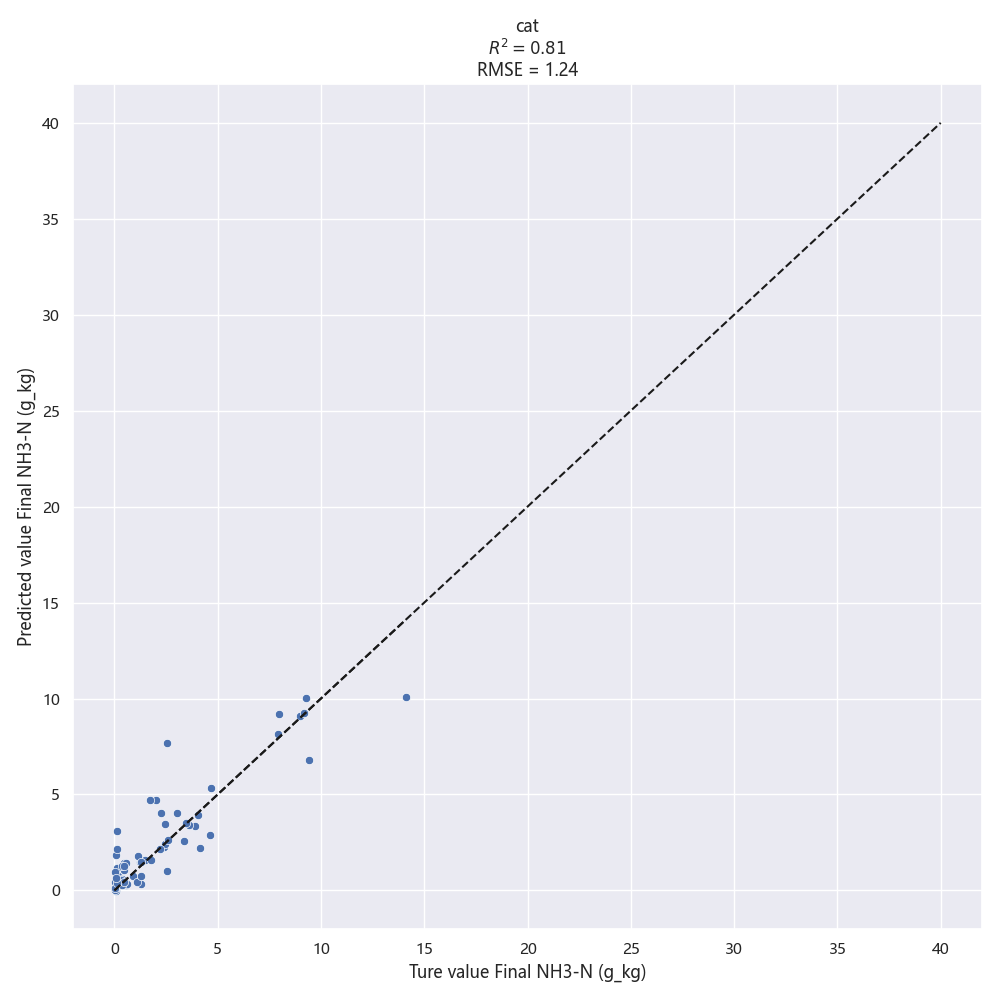 cat
R² = 0.81
RMSE = 1.24
40
35
30
25
20
15
10
5
0
Predicted value Final NH3-N (g_kg)
0 5 10 15 20 25 30 35 40
Ture value Final NH3-N (g_kg)